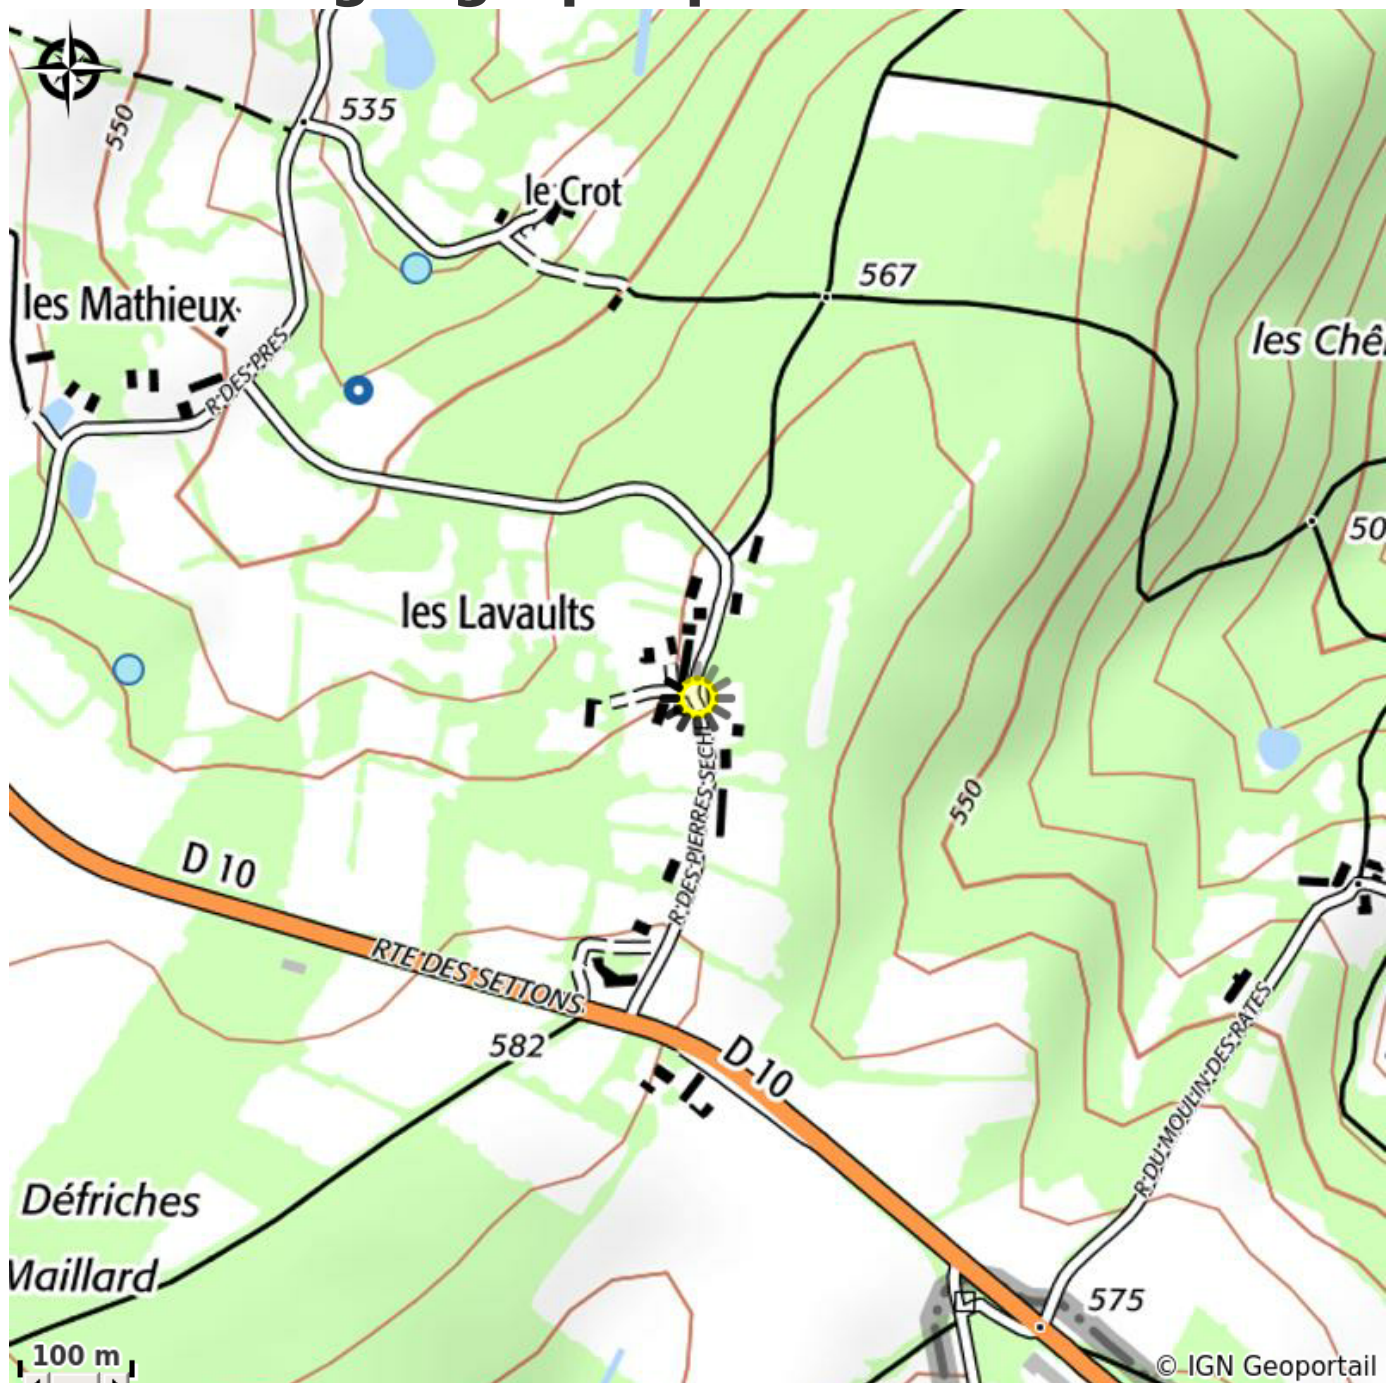 535
550
le Crot
567
les Mathieux
les Chê
R DES PRES
50
les Lavaults
R DES PIERRES SECH
550
D 10
RTE DES SETTONS
582
D 10
R DU MOULIN DES RATES
Défriches
Maillard
575
100 m
© IGN Geoportail